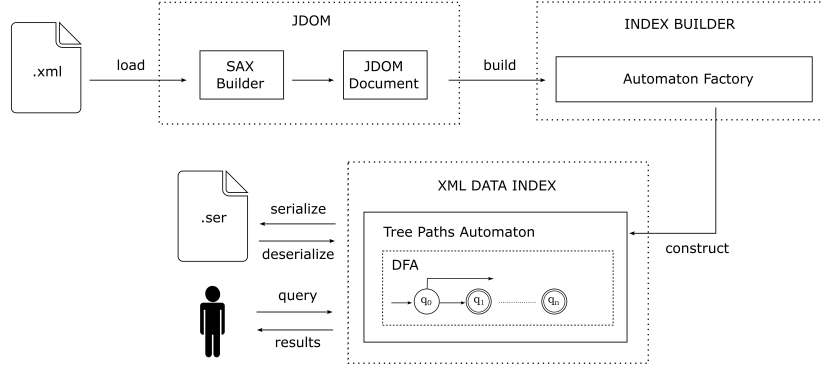 JDOM
INDEX BUILDER
.xml
load
SAX
Builder
JDOM
Document
build
Automaton Factory
XML DATA INDEX
.ser
serialize
deserialize
Tree Paths Automaton
construct
DFA
q0
q1
qn
query
results